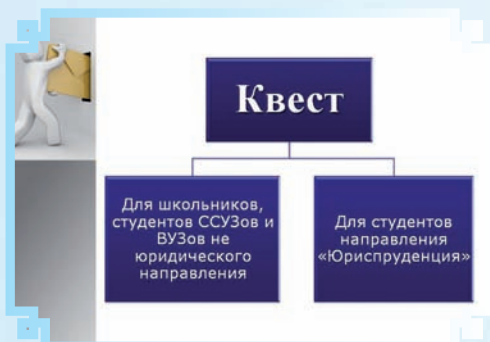 Квест
Для школьников,
студентов ССУЗов и
ВУЗов не
юридического
направления
Для студентов
направления
«Юриспруденция»